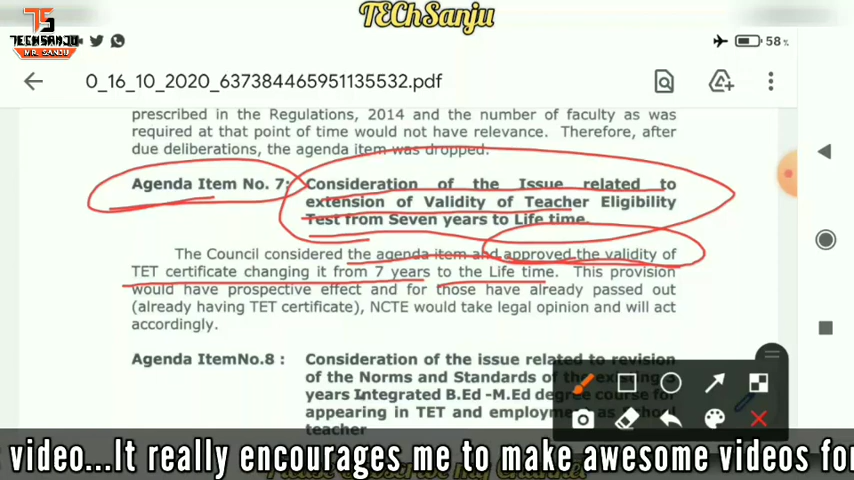 TEChSanju
TS
TECHSANJU
MR. SANJU
58%
0_16_10_2020_637384465951135532.pdf
prescribed in the Regulations, 2014 and the number of faculty as was
required at that point of time would not have relevance. Therefore, after
due deliberations, the agenda item was dropped.
Agenda Item No. 7: Consideration of the Issue related to
extension of Validity of Teacher Eligibility
Test from Seven years to Life time.
The Council considered the agenda item and approved the validity of
TET certificate changing it from 7 years to the Life time. This provision
would have prospective effect and for those have already passed out
(already having TET certificate), NCTE would take legal opinion and will act
accordingly.
Agenda ItemNo.8 : Consideration of the issue related to revision
of the Norms and Standards of the existing 3
years Integrated B.Ed -M.Ed degree course for
appearing in TET and employment as School
teacher
video...It really encourages me to make awesome videos for